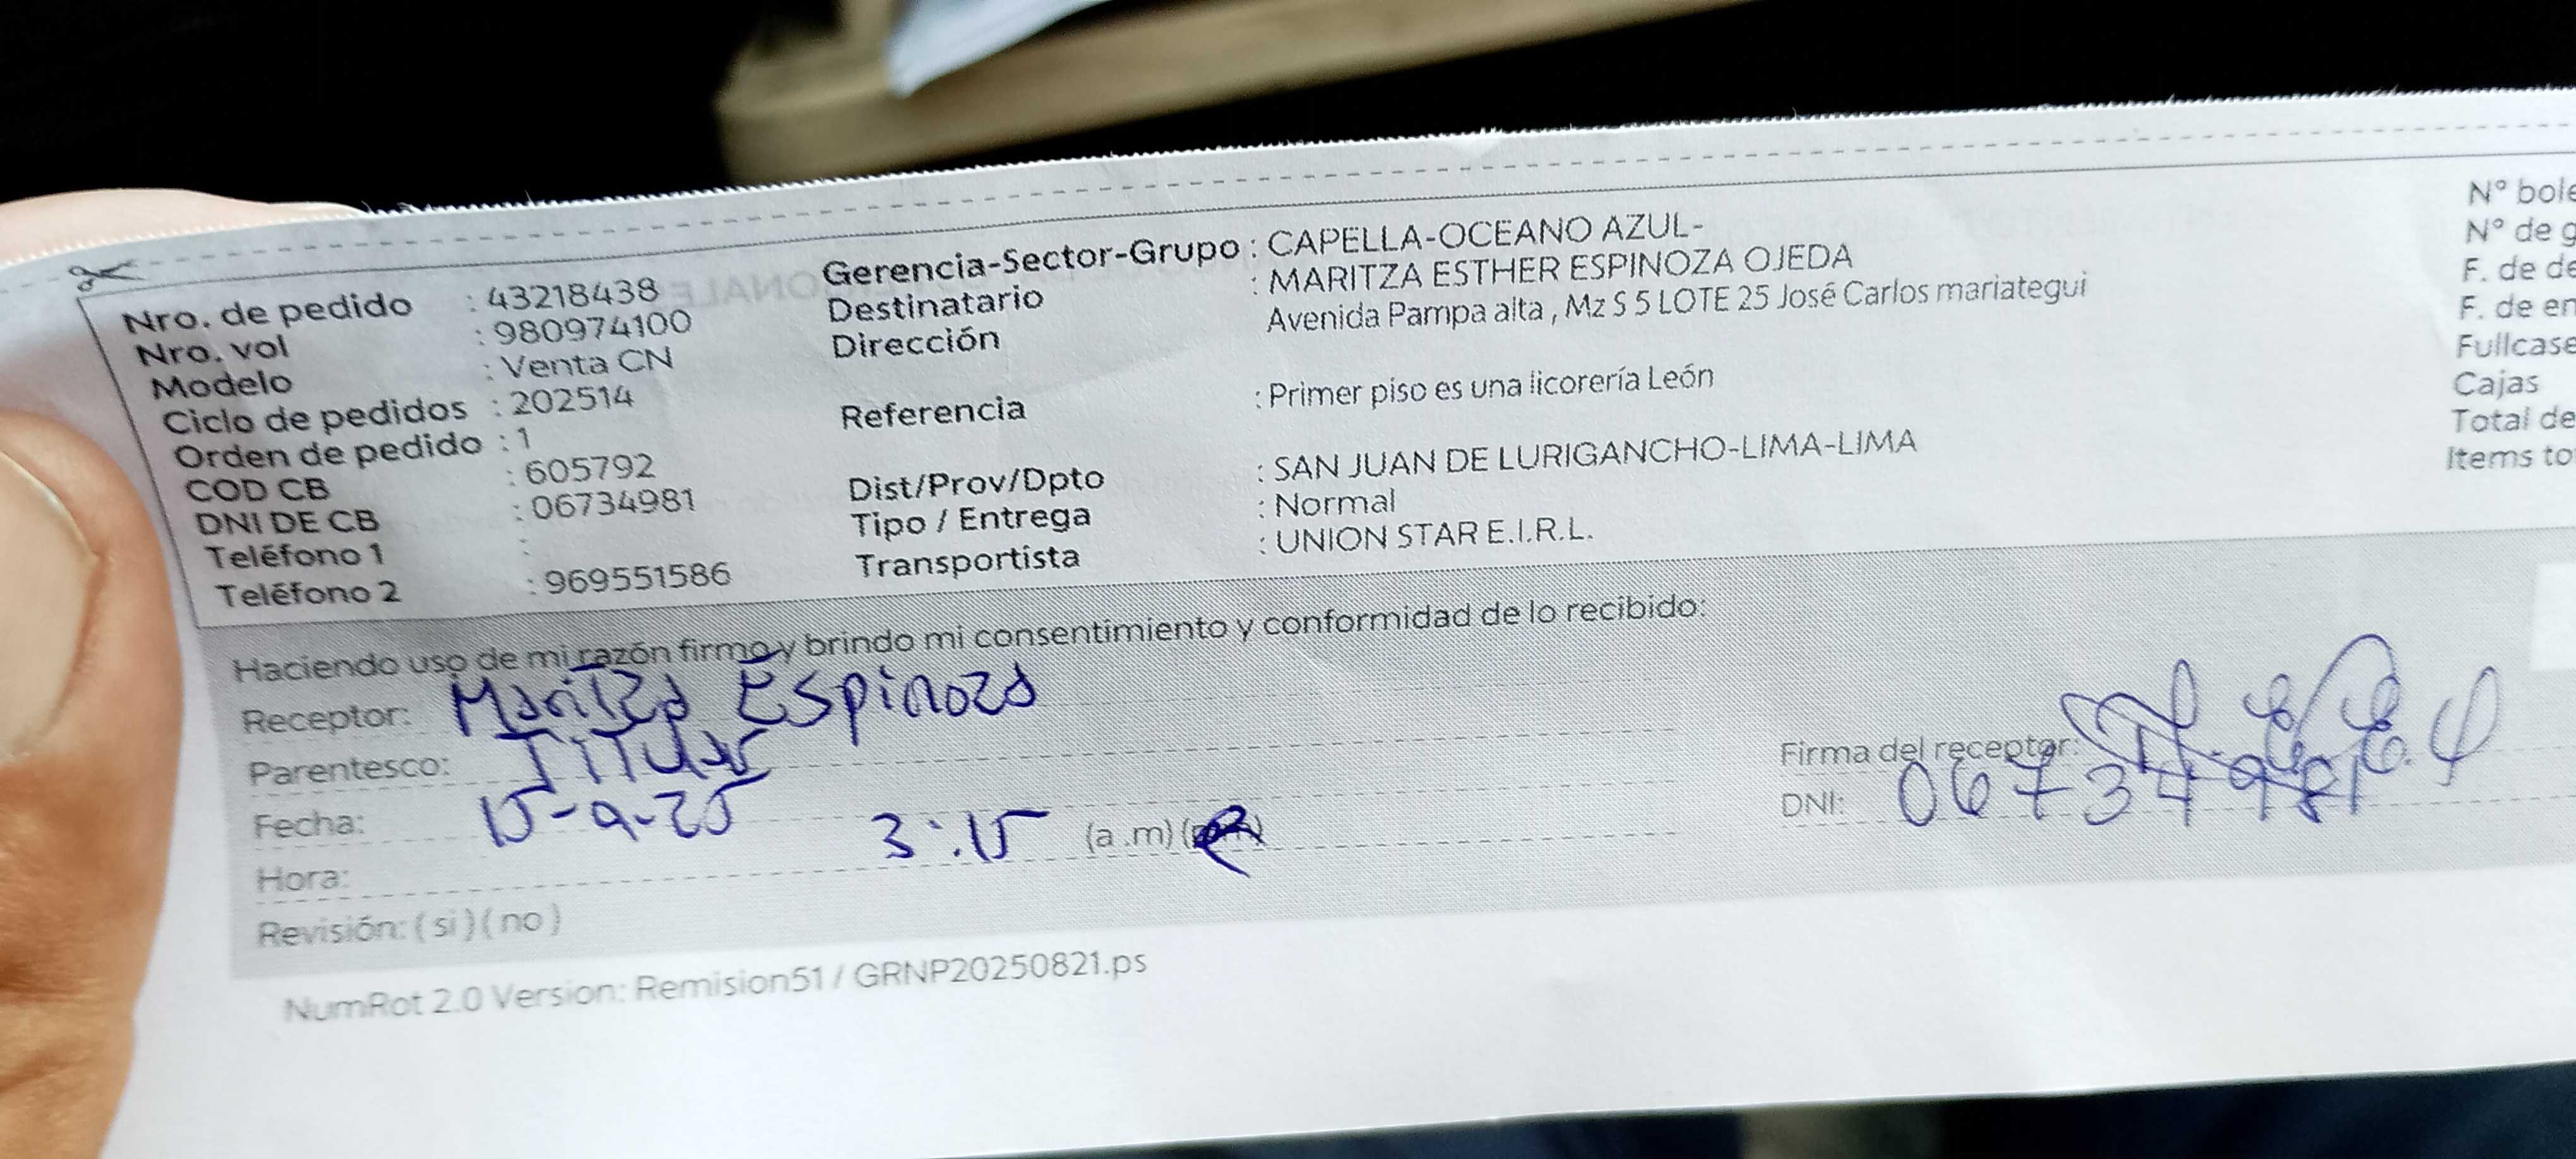 Nro. de pedido : 43218438
Nro. vol : 980974100
Modelo : Venta CN
Ciclo de pedidos : 202514
Orden de pedido : 1
COD CB : 605792
DNI DE CB : 06734981
Teléfono 1 :
Teléfono 2 : 969551586
Gerencia-Sector-Grupo : CAPELLA-OCEANO AZUL-
Destinatario : MARITZA ESTHER ESPINOZA OJEDA
Dirección Avenida Pampa alta , Mz S 5 LOTE 25 José Carlos mariategui
Referencia : Primer piso es una licorería León
Dist/Prov/Dpto : SAN JUAN DE LURIGANCHO-LIMA-LIMA
Tipo / Entrega : Normal
Transportista : UNION STAR E.I.R.L.
N° bole
N° de g
F. de de
F. de en
Fullcase
Cajas
Total de
Items to
Haciendo uso de mi razón firmo y brindo mi consentimiento y conformidad de lo recibido:
Receptor: Maritza Espinoza
Parentesco: TiTular
Fecha: 15-9-25
Hora: 3:15 (a .m)
Revisión: ( si ) ( no )
Firma del receptor:
DNI: 06734981
NumRot 2.0 Version: Remision51 / GRNP20250821.ps